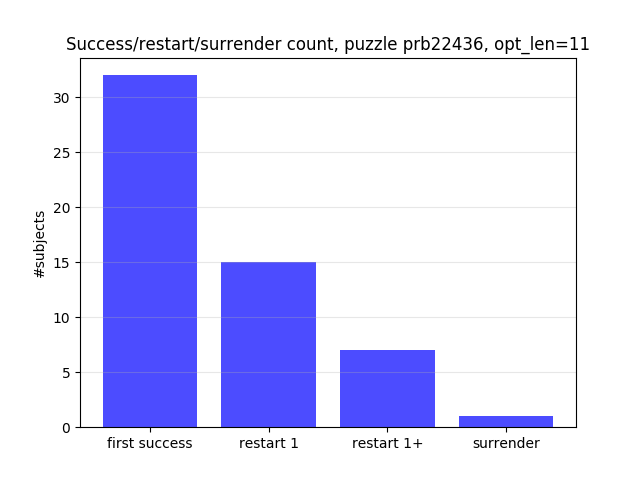 Success/restart/surrender count, puzzle prb22436, opt_len=11
30
25
20
15
10
5
0
#subjects
first success
restart 1
restart 1+
surrender